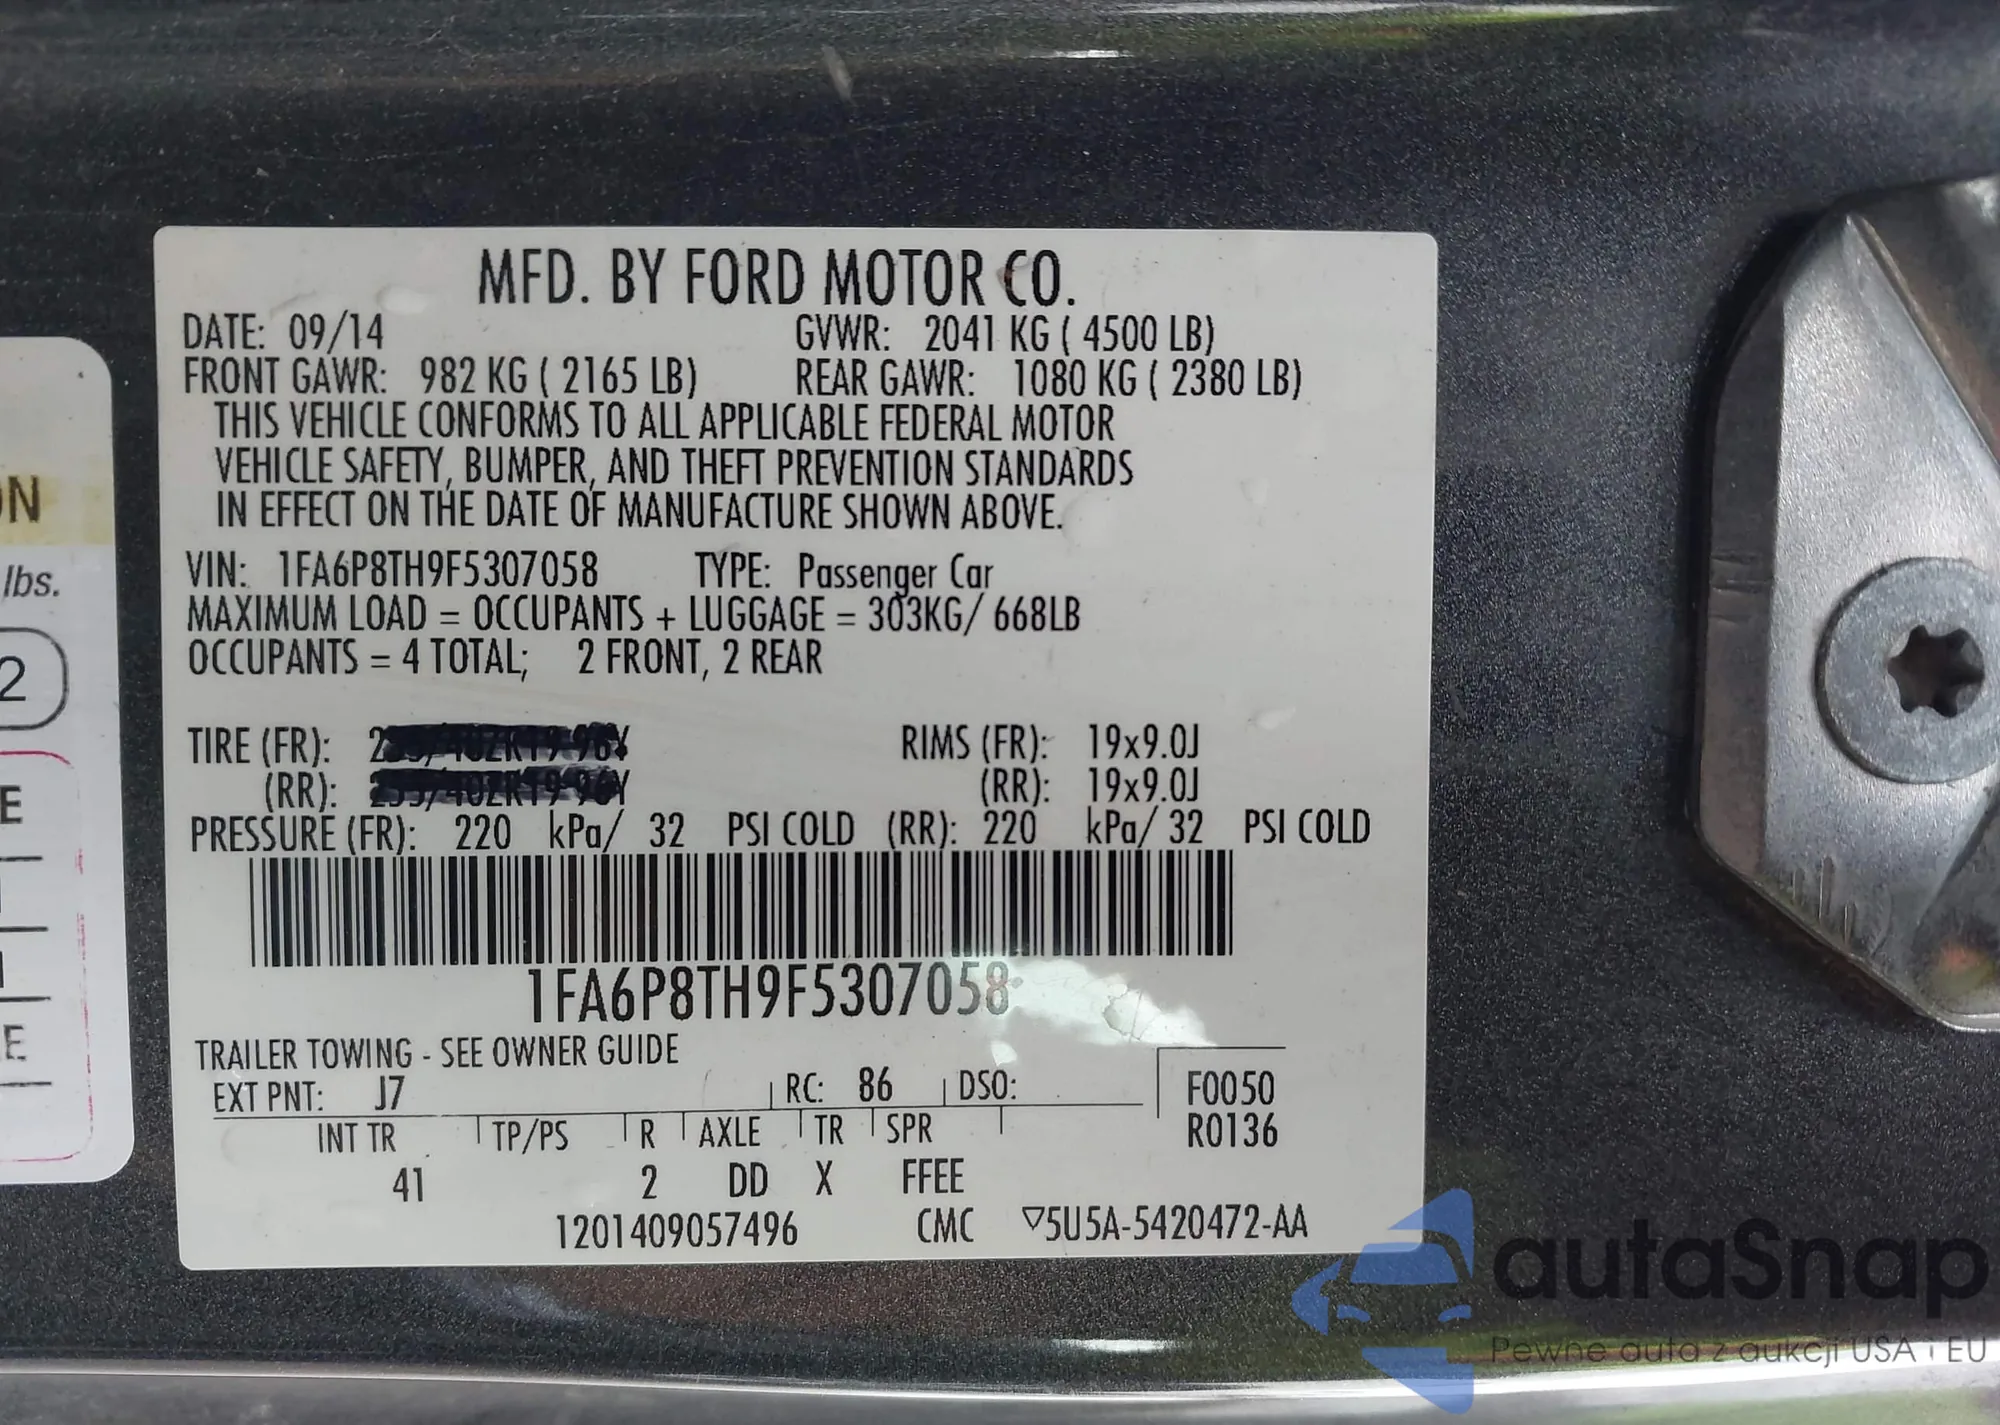 MFD. BY FORD MOTOR CO.
DATE: 09/14 GVWR: 2041 KG ( 4500 LB)
FRONT GAWR: 982 KG ( 2165 LB) REAR GAWR: 1080 KG ( 2380 LB)
THIS VEHICLE CONFORMS TO ALL APPLICABLE FEDERAL MOTOR
VEHICLE SAFETY, BUMPER, AND THEFT PREVENTION STANDARDS
IN EFFECT ON THE DATE OF MANUFACTURE SHOWN ABOVE.
VIN: 1FA6P8TH9F5307058 TYPE: Passenger Car
MAXIMUM LOAD = OCCUPANTS + LUGGAGE = 303KG/ 668LB
OCCUPANTS = 4 TOTAL; 2 FRONT, 2 REAR
TIRE (FR): RIMS (FR): 19x9.0J
(RR): (RR): 19x9.0J
PRESSURE (FR): 220 kPa/ 32 PSI COLD (RR): 220 kPa/ 32 PSI COLD
1FA6P8TH9F5307058
TRAILER TOWING - SEE OWNER GUIDE
EXT PNT: J7 RC: 86 DSO: F0050
INT TR TP/PS R AXLE TR SPR R0136
41 2 DD X FFEE
1201409057496 CMC ▽5U5A-5420472-AA
lbs.
2
autaSnap
Pewne auta z aukcji USA i EU